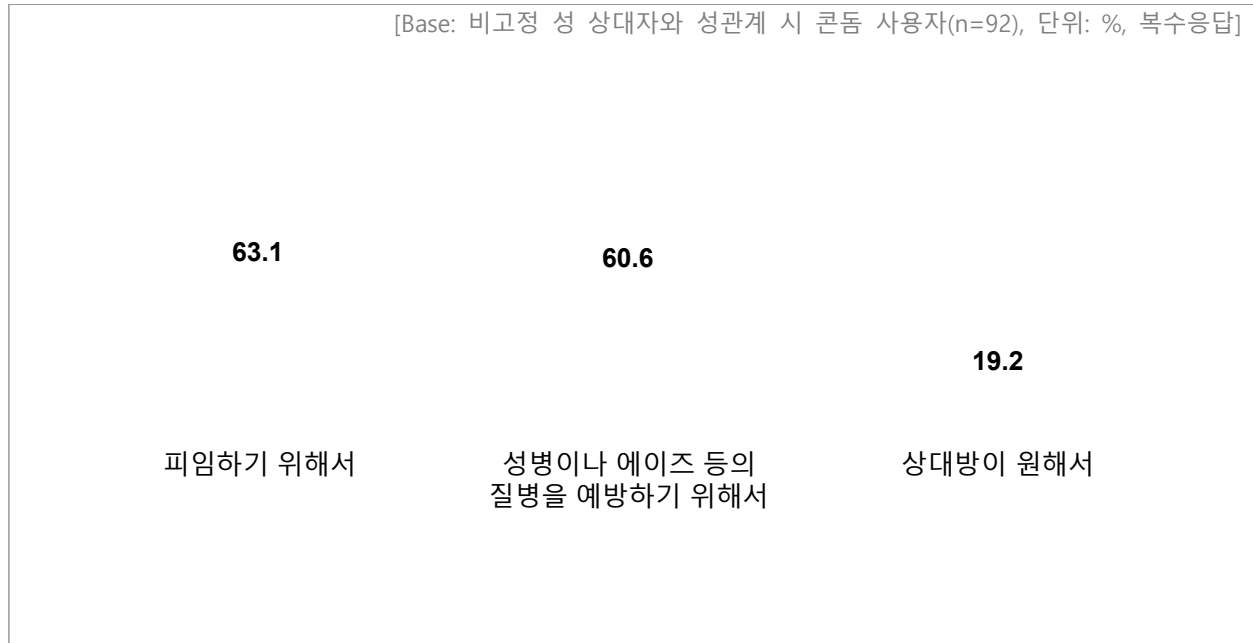 [Base: 비고정 성 상대자와 성관계 시 콘돔 사용자(n=92), 단위: %, 복수응답]
63.1
60.6
19.2
피임하기 위해서
성병이나 에이즈 등의
질병을 예방하기 위해서
상대방이 원해서